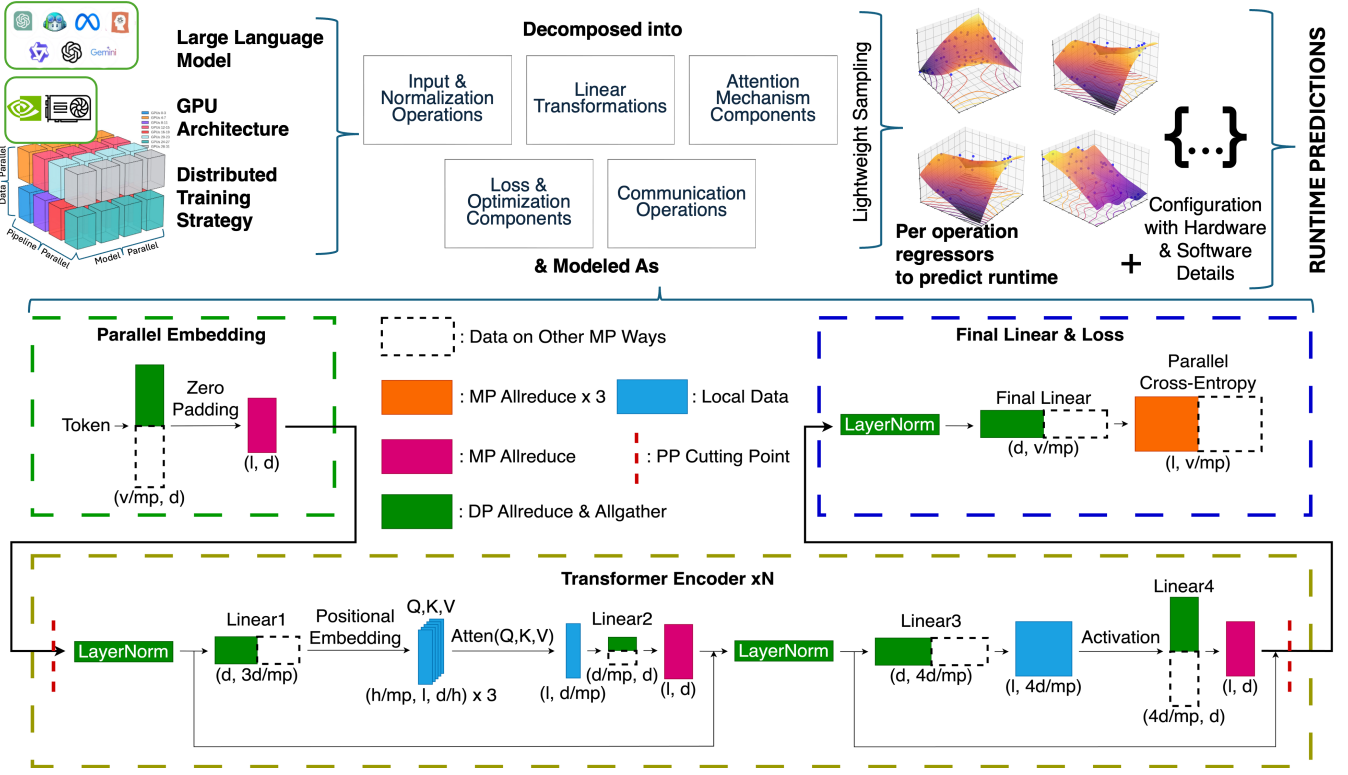 Gemini
Large Language
Model
GPU
Architecture
Distributed
Training
Strategy
Data
Parallel
Pipeline
Parallel
Model
Parallel
Decomposed into
Input &
Normalization
Operations
Linear
Transformations
Attention
Mechanism
Components
Loss &
Optimization
Components
Communication
Operations
& Modeled As
Lightweight Sampling
Per operation
regressors
to predict runtime
+
{...}
Configuration
with Hardware
& Software
Details
RUNTIME PREDICTIONS
Parallel Embedding
Token
Zero
Padding
(v/mp, d)
(l, d)
: Data on Other MP Ways
: MP Allreduce x 3
: Local Data
: MP Allreduce
: PP Cutting Point
: DP Allreduce & Allgather
Final Linear & Loss
LayerNorm
Final Linear
(d, v/mp)
Parallel
Cross-Entropy
(l, v/mp)
Transformer Encoder xN
LayerNorm
Linear1
(d, 3d/mp)
Positional
Embedding
Q,K,V
(h/mp, l, d/h) x 3
Atten(Q,K,V)
(l, d/mp)
Linear2
(d/mp, d)
(l, d)
LayerNorm
Linear3
(d, 4d/mp)
(l, 4d/mp)
Activation
Linear4
(4d/mp, d)
(l, d)